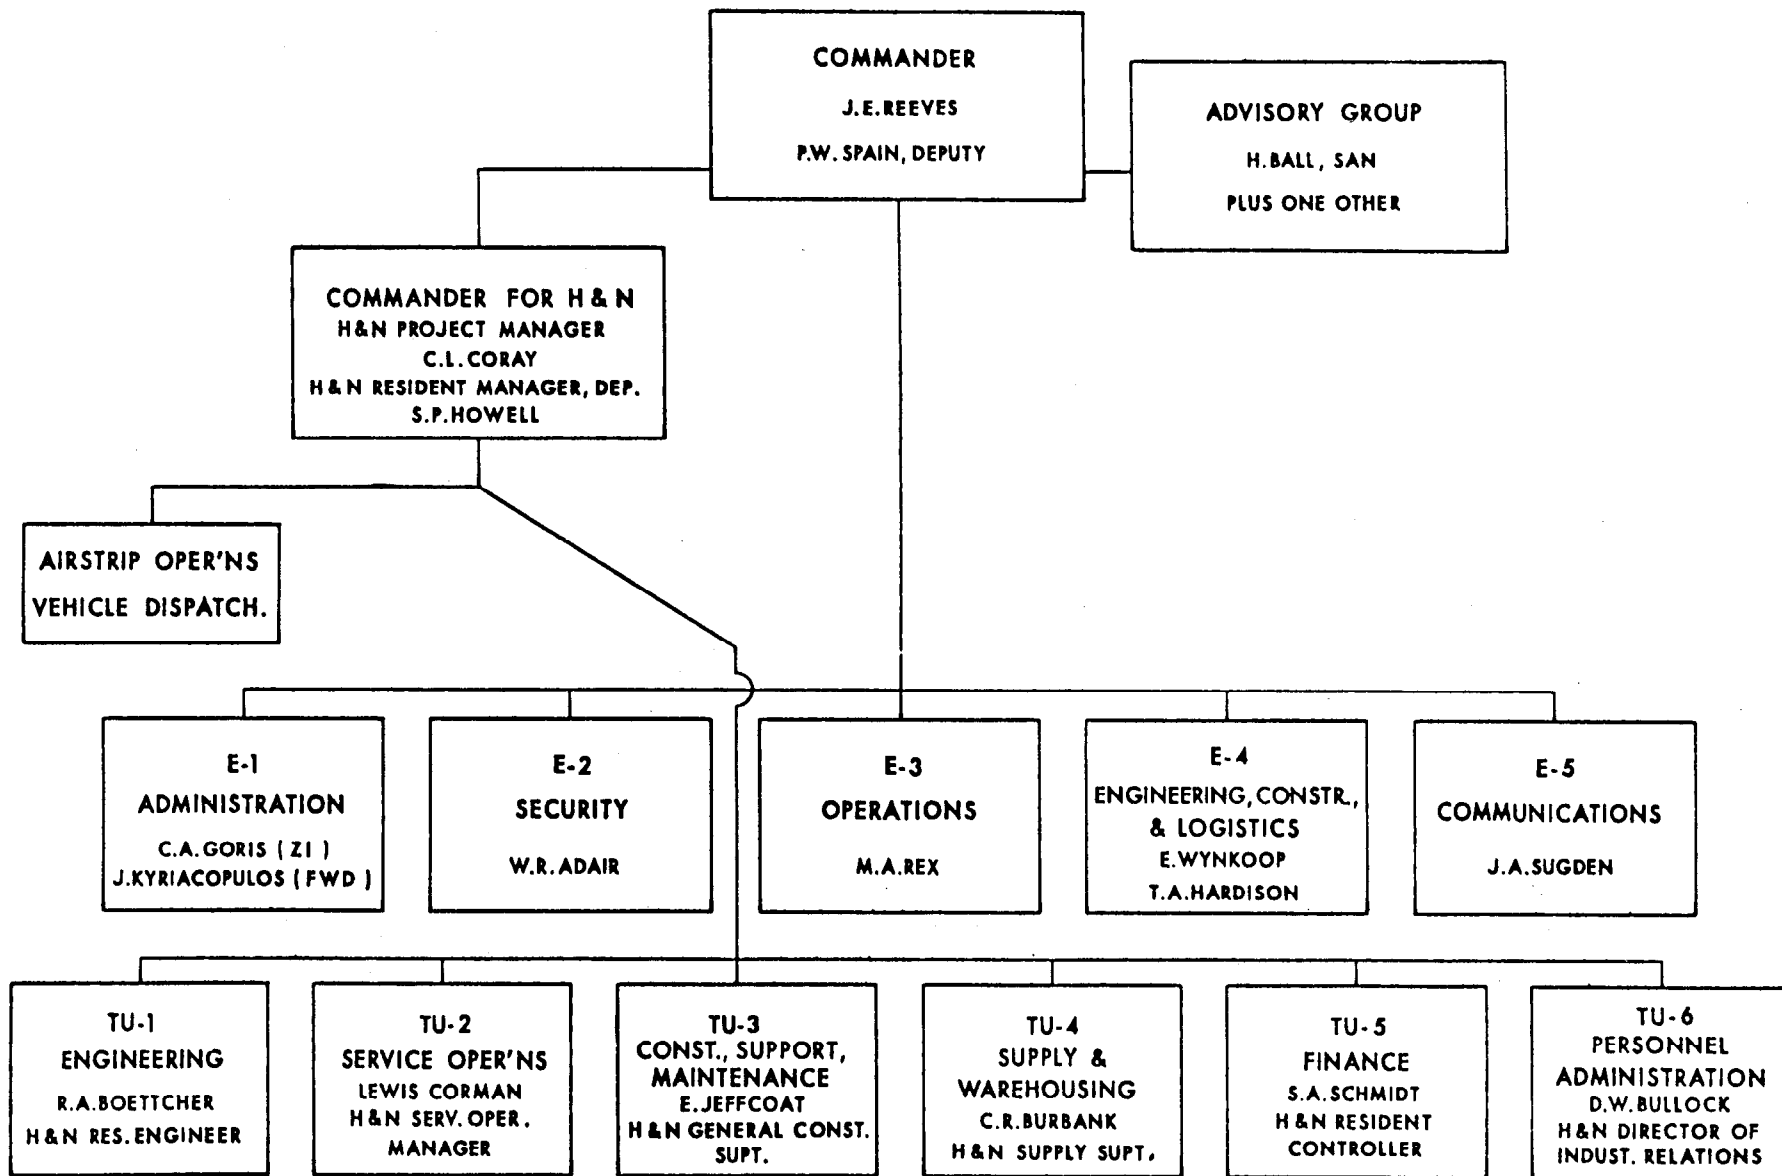 COMMANDER
J.E.REEVES
P.W. SPAIN, DEPUTY
ADVISORY GROUP
H.BALL, SAN
PLUS ONE OTHER
COMMANDER FOR H & N
H&N PROJECT MANAGER
C.L.CORAY
H & N RESIDENT MANAGER, DEP.
S.P.HOWELL
AIRSTRIP OPER'NS
VEHICLE DISPATCH.
E-1
ADMINISTRATION
C.A.GORIS ( ZI )
J.KYRIACOPULOS ( FWD )
E-2
SECURITY
W.R.ADAIR
E-3
OPERATIONS
M.A.REX
E-4
ENGINEERING, CONSTR.,
& LOGISTICS
E.WYNKOOP
T.A.HARDISON
E-5
COMMUNICATIONS
J.A.SUGDEN
TU-1
ENGINEERING
R.A.BOETTCHER
H&N RES.ENGINEER
TU-2
SERVICE OPER'NS
LEWIS CORMAN
H&N SERV. OPER.
MANAGER
TU-3
CONST., SUPPORT,
MAINTENANCE
E.JEFFCOAT
H&N GENERAL CONST.
SUPT.
TU-4
SUPPLY &
WAREHOUSING
C.R.BURBANK
H&N SUPPLY SUPT.
TU-5
FINANCE
S.A.SCHMIDT
H&N RESIDENT
CONTROLLER
TU-6
PERSONNEL
ADMINISTRATION
D.W.BULLOCK
H&N DIRECTOR OF
INDUST. RELATIONS